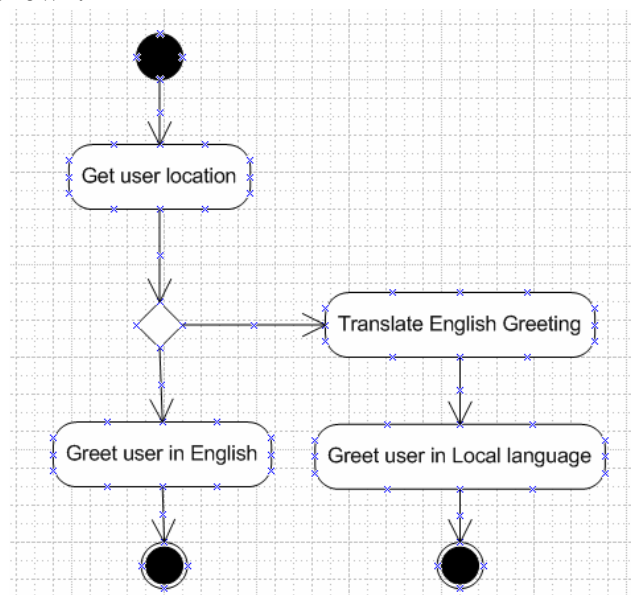 Get user location
Translate English Greeting
Greet user in English
Greet user in Local language